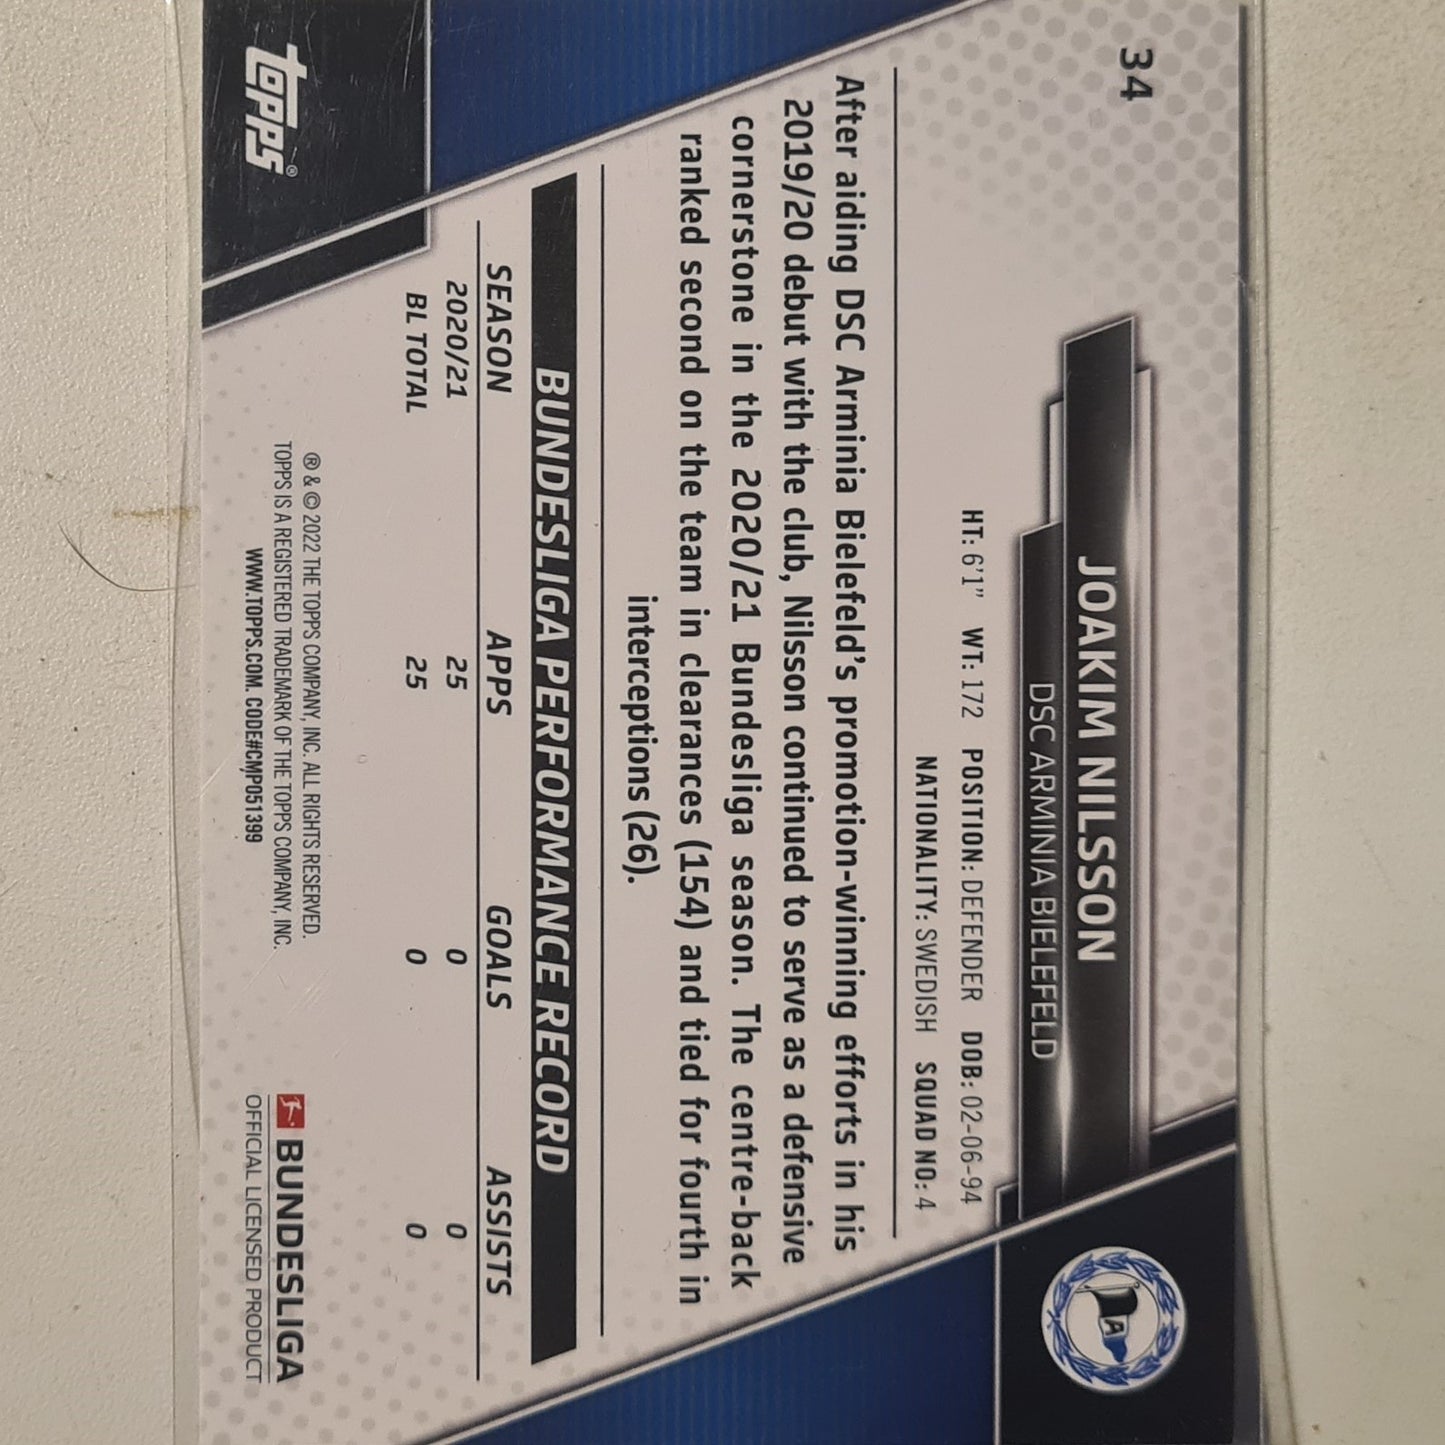 34
JOAKIM NILSSON
DSC ARMINIA BIELEFELD
A
HT: 6'1" WT: 172 POSITION: DEFENDER DOB: 02-06-94
NATIONALITY: SWEDISH SQUAD NO: 4
After aiding DSC Arminia Bielefeld's promotion-winning efforts in his
2019/20 debut with the club, Nilsson continued to serve as a defensive
cornerstone in the 2020/21 Bundesliga season. The centre-back
ranked second on the team in clearances (154) and tied for fourth in
interceptions (26).
BUNDESLIGA PERFORMANCE RECORD
SEASON APPS GOALS ASSISTS
2020/21 25 0 0
BL TOTAL 25 0 0
topps®
® & © 2022 THE TOPPS COMPANY, INC. ALL RIGHTS RESERVED.
TOPPS IS A REGISTERED TRADEMARK OF THE TOPPS COMPANY, INC.
WWW.TOPPS.COM. CODE#CMP051399
BUNDESLIGA
OFFICIAL LICENSED PRODUCT